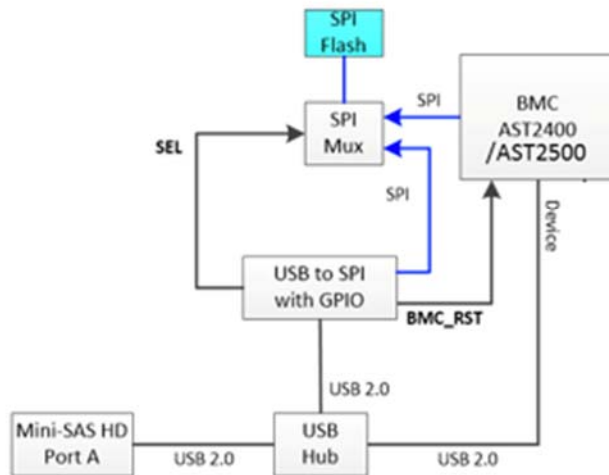 SPI
Flash
SPI
Mux
SPI
BMC
AST2400
/AST2500
SEL
SPI
Device
USB to SPI
with GPIO
BMC_RST
USB 2.0
Mini-SAS HD
Port A
USB 2.0
USB
Hub
USB 2.0